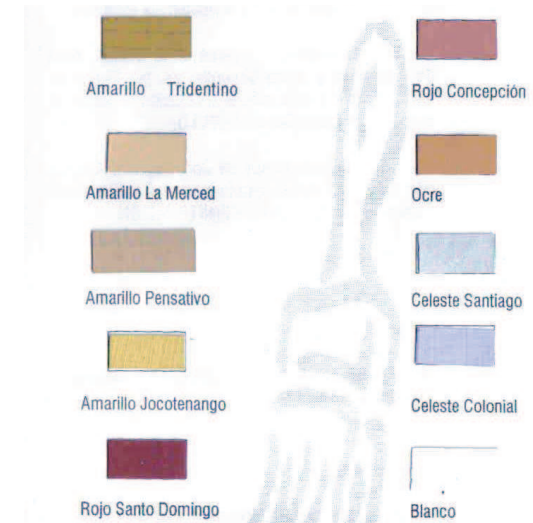 Amarillo Tridentino
Amarillo La Merced
Amarillo Pensativo
Amarillo Jocotenango
Rojo Santo Domingo
Rojo Concepción
Ocre
Celeste Santiago
Celeste Colonial
Blanco